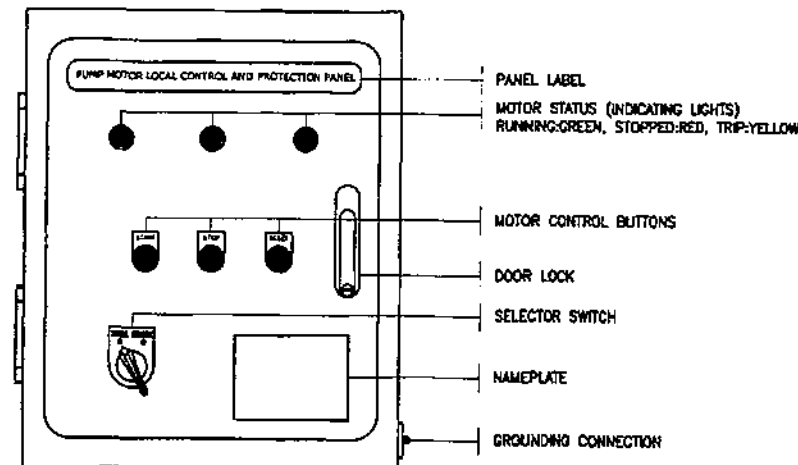 PUMP MOTOR LOCAL CONTROL AND PROTECTION PANEL
PANEL LABEL
MOTOR STATUS (INDICATING LIGHTS)
RUNNING:GREEN, STOPPED:RED, TRIP:YELLOW
MOTOR CONTROL BUTTONS
STOP
DOOR LOCK
SELECTOR SWITCH
NAMEPLATE
GROUNDING CONNECTION